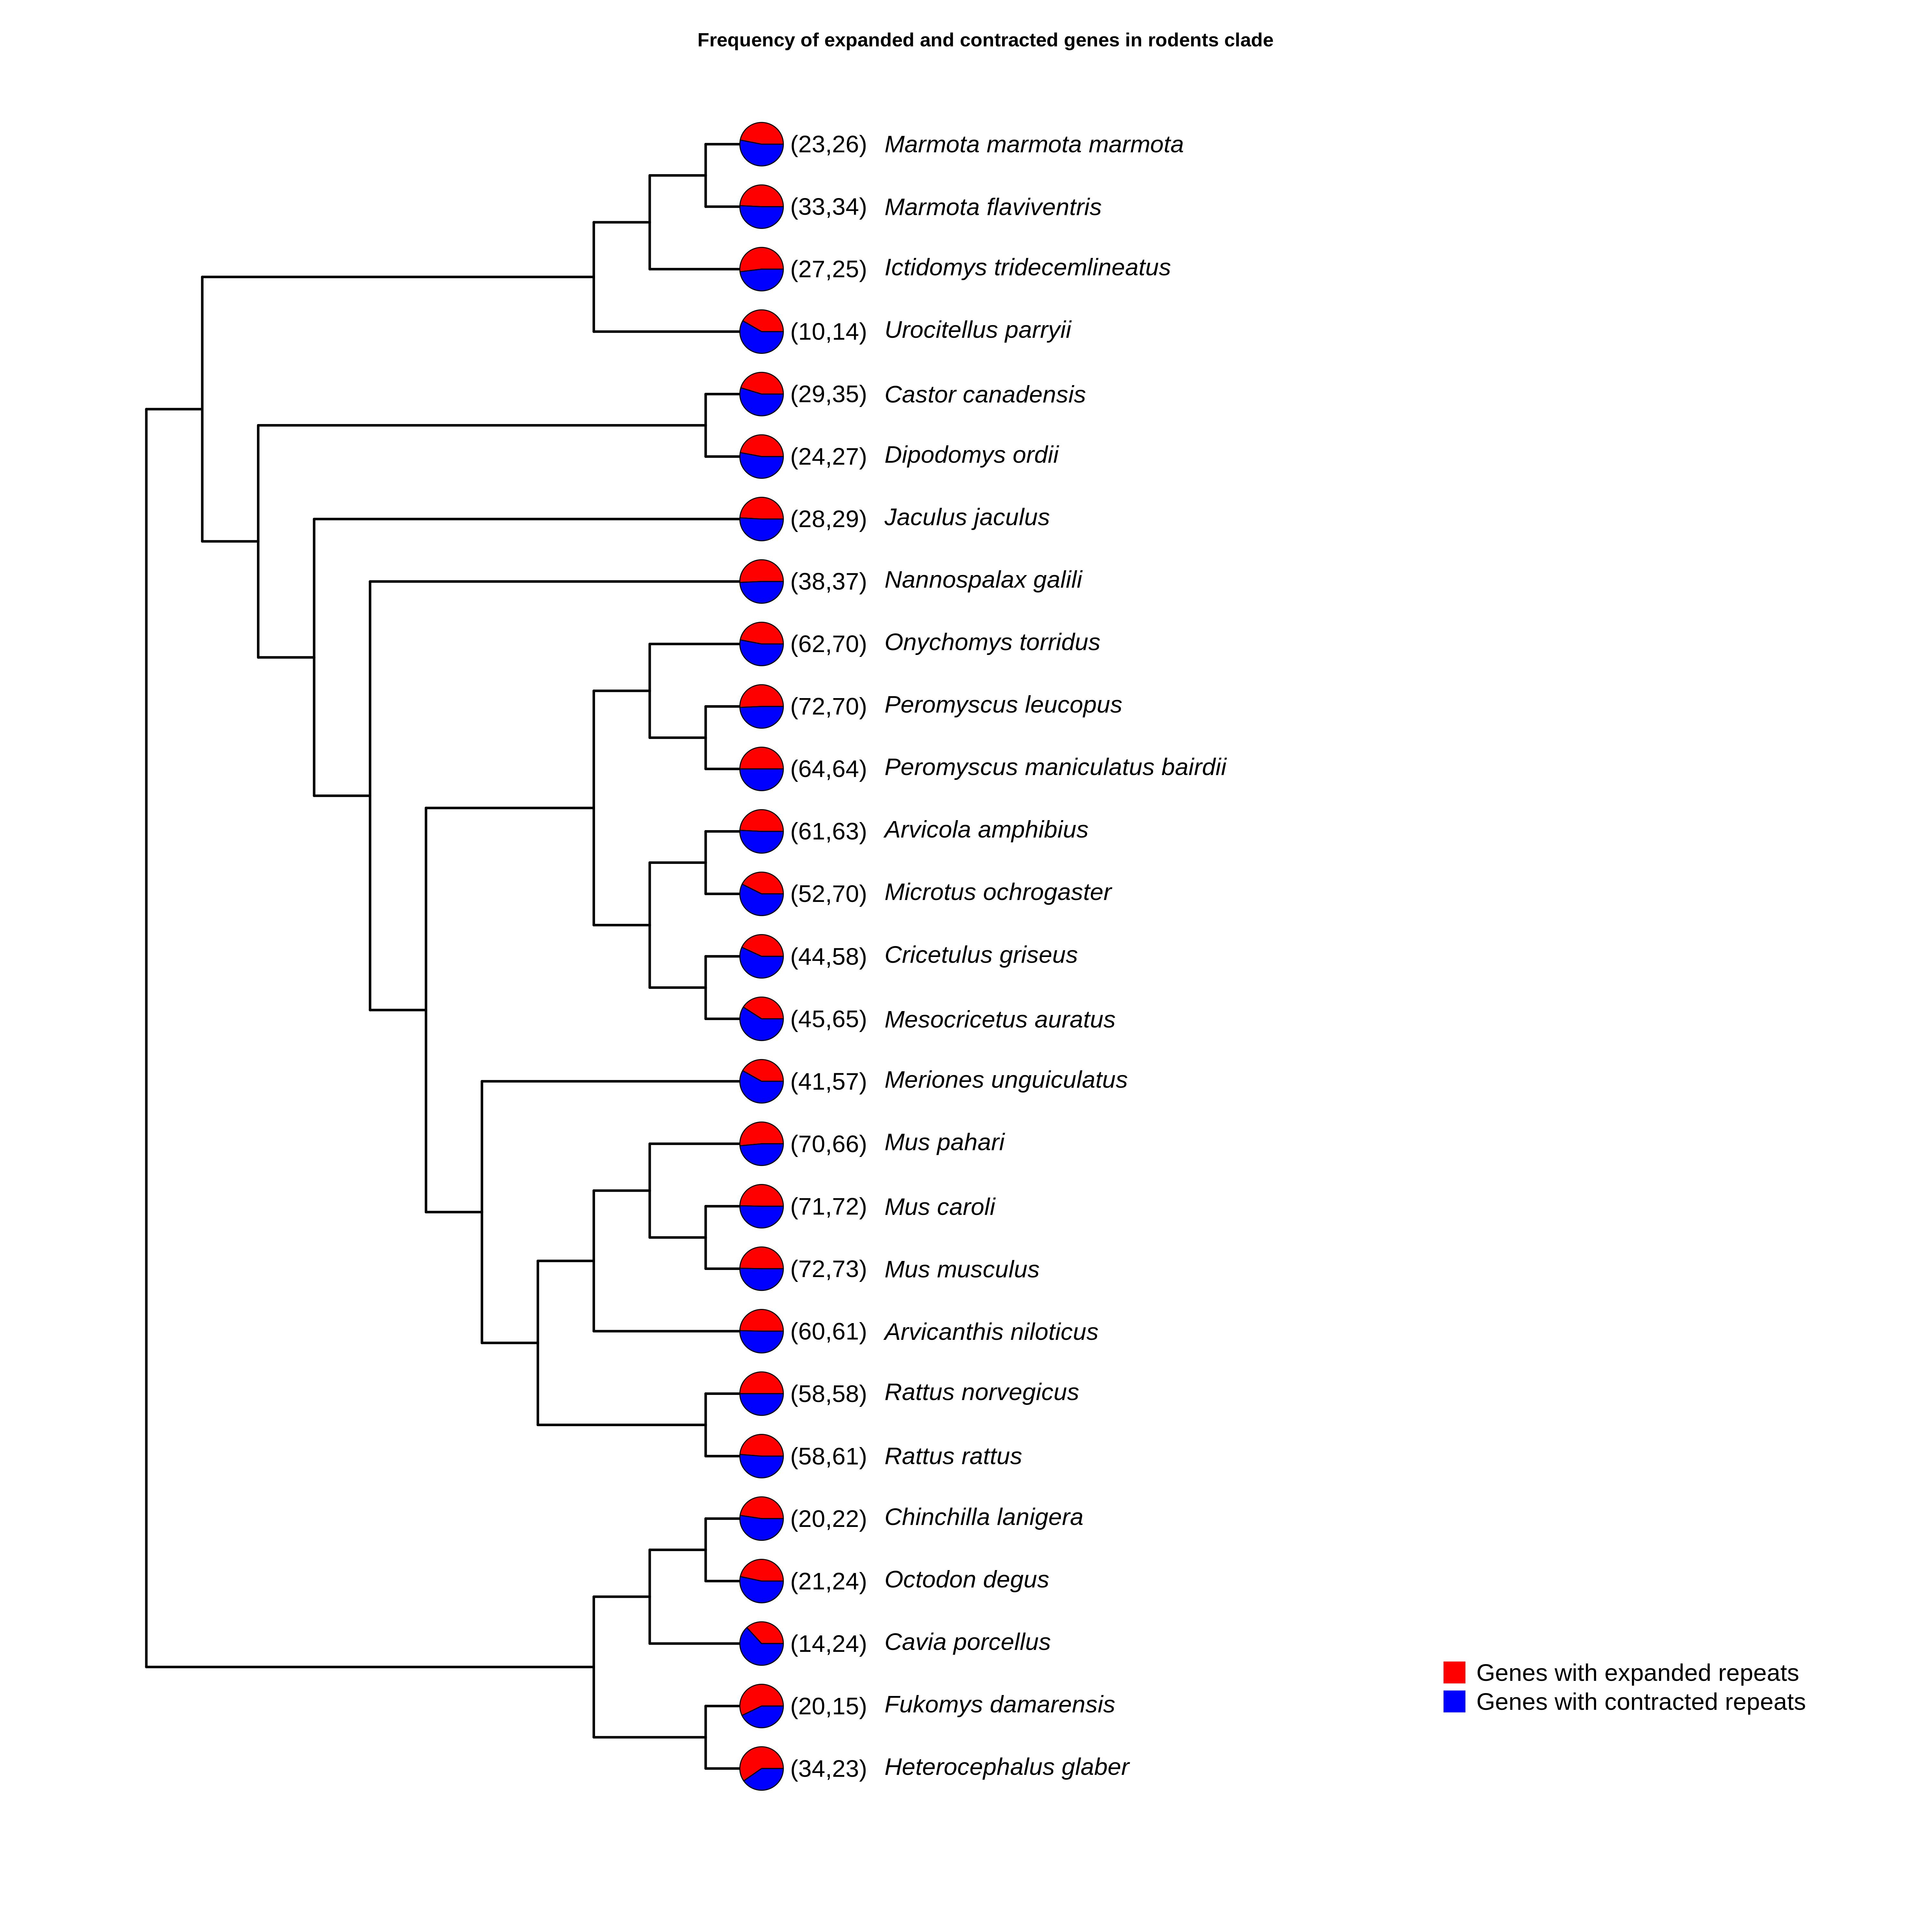 Frequency of expanded and contracted genes in rodents clade
(23,26) Marmota marmota marmota
(33,34) Marmota flaviventris
(27,25) Ictidomys tridecemlineatus
(10,14) Urocitellus parryii
(29,35) Castor canadensis
(24,27) Dipodomys ordii
(28,29) Jaculus jaculus
(38,37) Nannospalax galili
(62,70) Onychomys torridus
(72,70) Peromyscus leucopus
(64,64) Peromyscus maniculatus bairdii
(61,63) Arvicola amphibius
(52,70) Microtus ochrogaster
(44,58) Cricetulus griseus
(45,65) Mesocricetus auratus
(41,57) Meriones unguiculatus
(70,66) Mus pahari
(71,72) Mus caroli
(72,73) Mus musculus
(60,61) Arvicanthis niloticus
(58,58) Rattus norvegicus
(58,61) Rattus rattus
(20,22) Chinchilla lanigera
(21,24) Octodon degus
(14,24) Cavia porcellus
(20,15) Fukomys damarensis
(34,23) Heterocephalus glaber
Genes with expanded repeats
Genes with contracted repeats